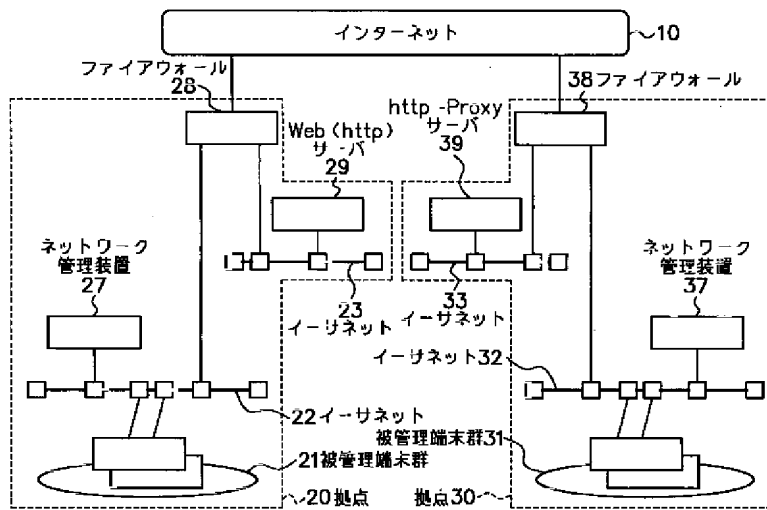 インターネット
10
ファイアウォール
28
38ファイアウォール
Web(http)
サーバ
29
http-Proxy
サーバ
39
ネットワーク
管理装置
27
23
イーサネット
33
イーサネット
ネットワーク
管理装置
37
イーサネット32
22イーサネット
21被管理端末群
被管理端末群31
20拠点
拠点30